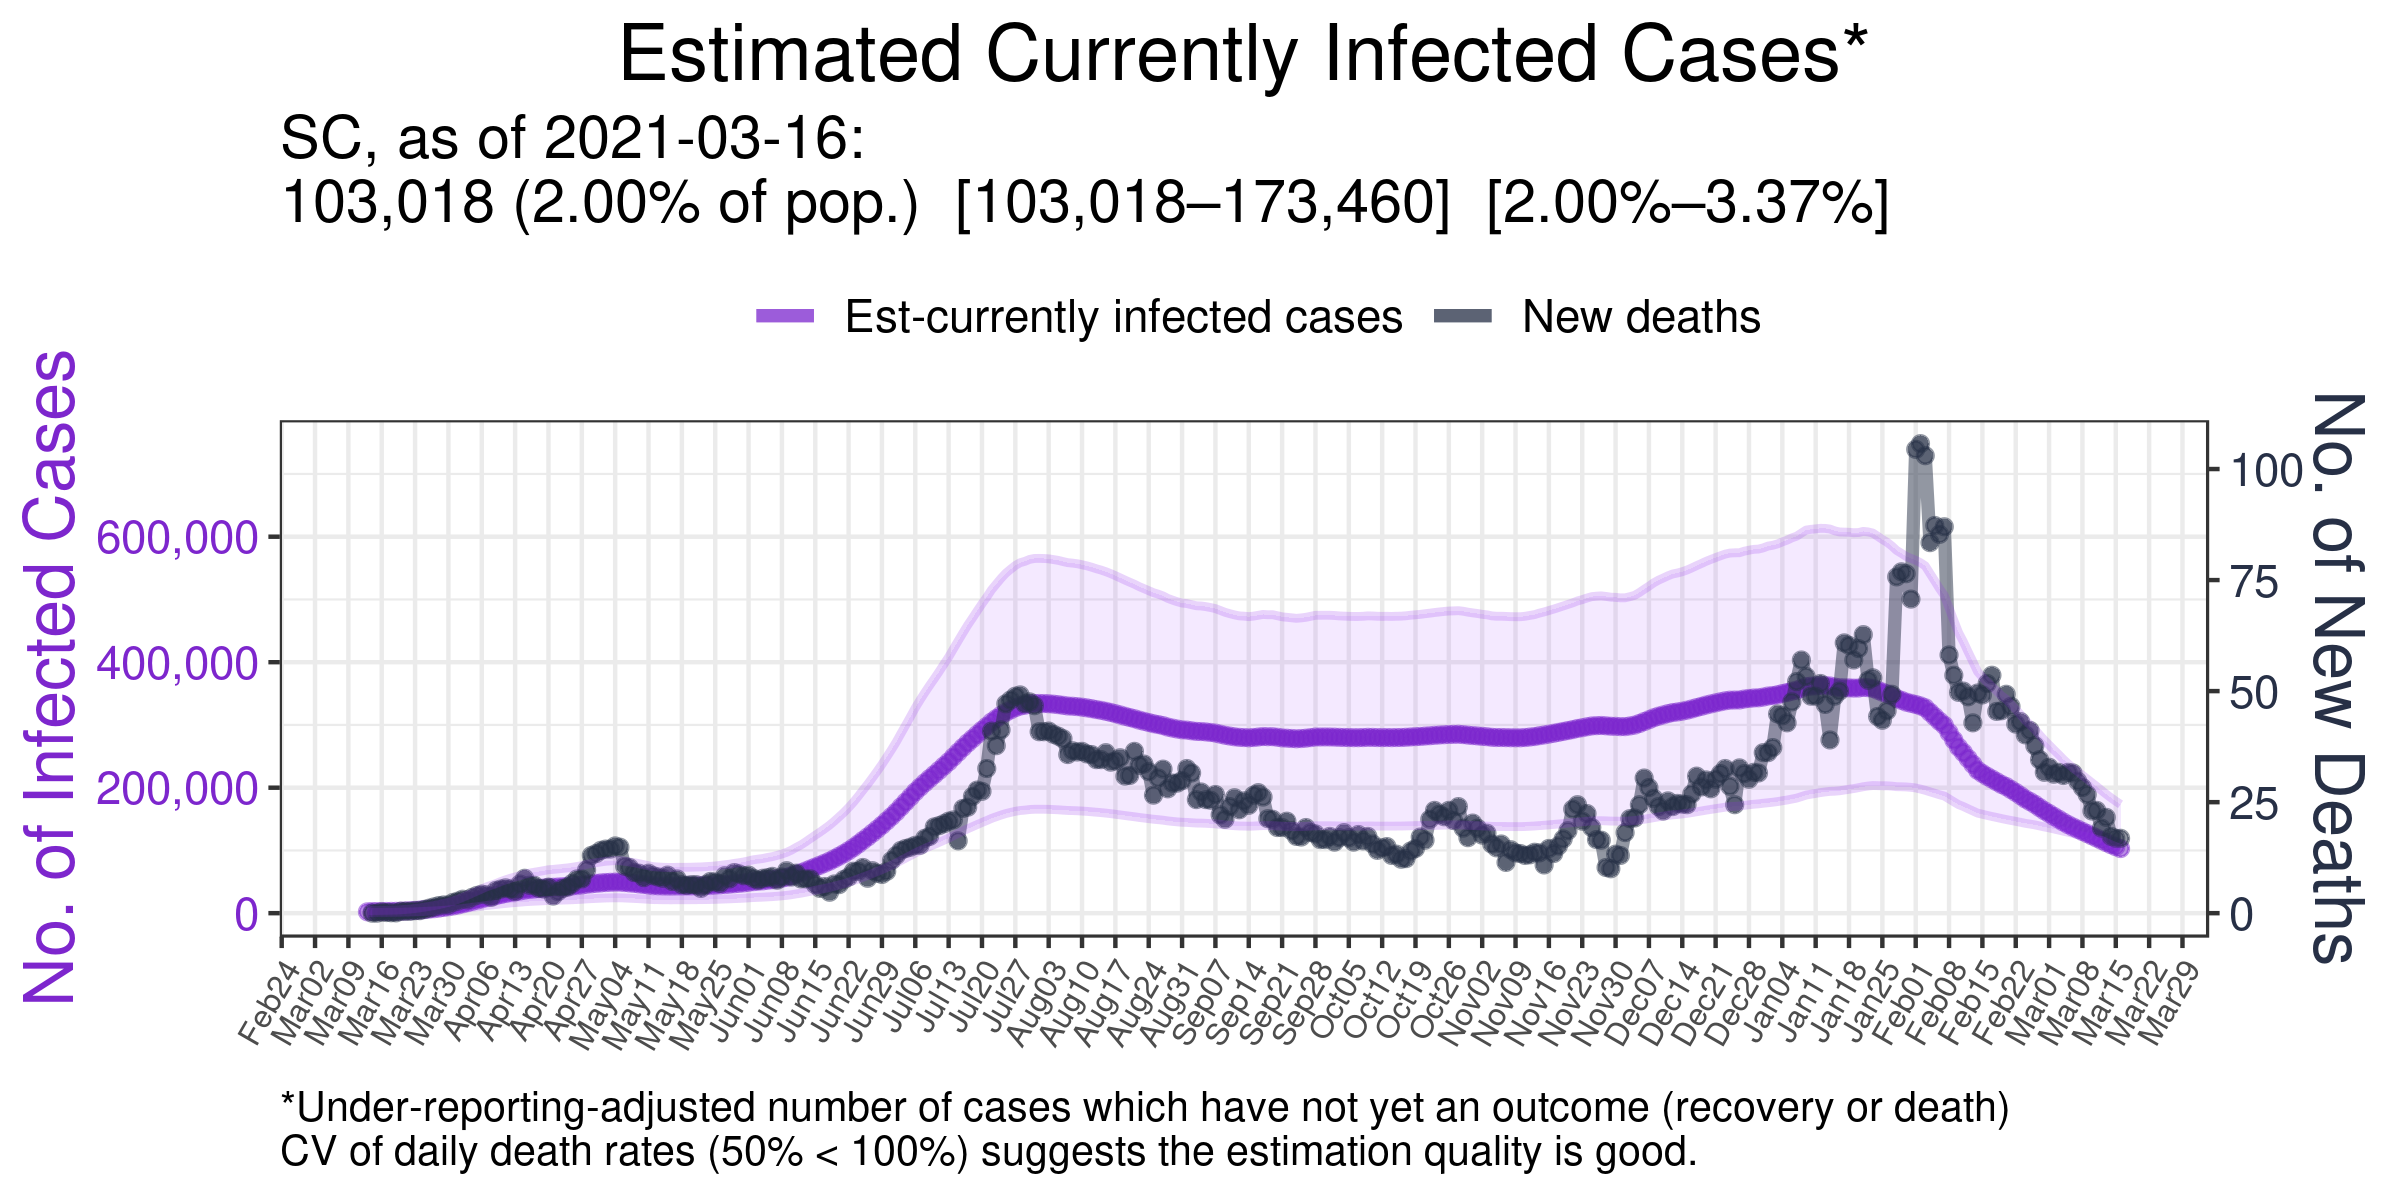 Estimated Currently Infected Cases*
SC, as of 2021-03-16:
103,018 (2.00% of pop.) [103,018–173,460] [2.00%–3.37%]
Est-currently infected cases New deaths
No. of Infected Cases
600,000
400,000
200,000
0
No. of New Deaths
100
75
50
25
0
Feb24 Mar02 Mar09 Mar16 Mar23 Mar30 Apr06 Apr13 Apr20 Apr27 May04 May11 May18 May25 Jun01 Jun08 Jun15 Jun22 Jun29 Jul06 Jul13 Jul20 Jul27 Aug03 Aug10 Aug17 Aug24 Aug31 Sep07 Sep14 Sep21 Sep28 Oct05 Oct12 Oct19 Oct26 Nov02 Nov09 Nov16 Nov23 Nov30 Dec07 Dec14 Dec21 Dec28 Jan04 Jan11 Jan18 Jan25 Feb01 Feb08 Feb15 Feb22 Mar01 Mar08 Mar15 Mar22 Mar29
*Under-reporting-adjusted number of cases which have not yet an outcome (recovery or death)
CV of daily death rates (50% < 100%) suggests the estimation quality is good.